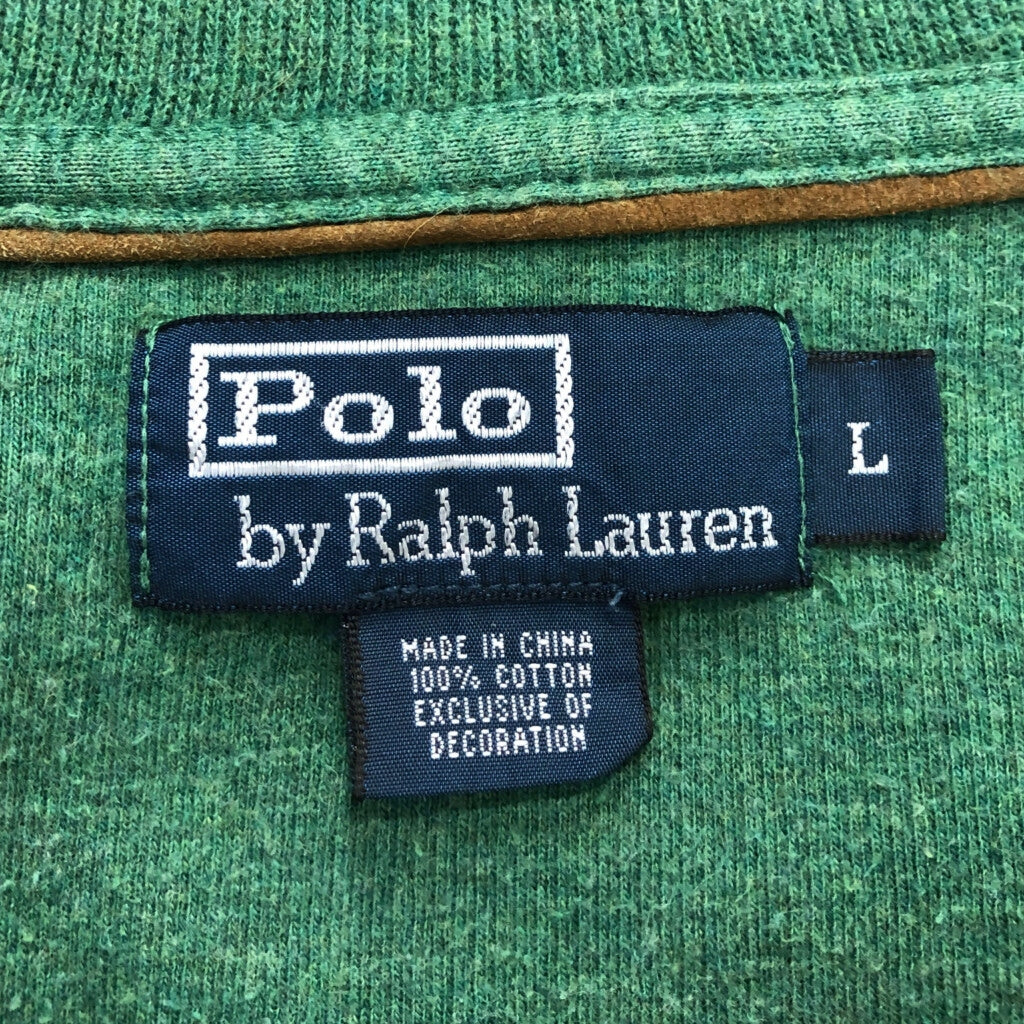 Polo
by Ralph Lauren
L
MADE IN CHINA
100% COTTON
EXCLUSIVE OF
DECORATION